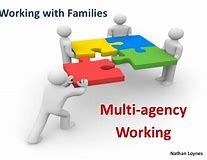 Working with Families
Multi-agency
Working
Nathan Loynes